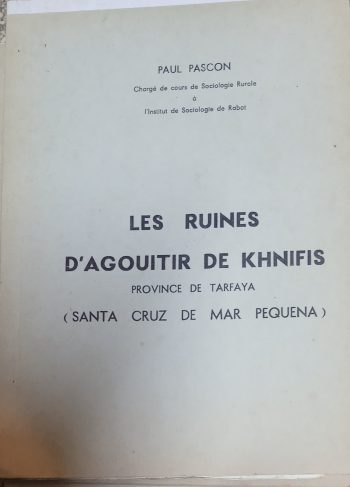 PAUL PASCON
Chargé de cours de Sociologie Rurale
à
l'Institut de Sociologie de Rabat
LES RUINES
D'AGOUITIR DE KHNIFIS
PROVINCE DE TARFAYA
( SANTA CRUZ DE MAR PEQUENA )